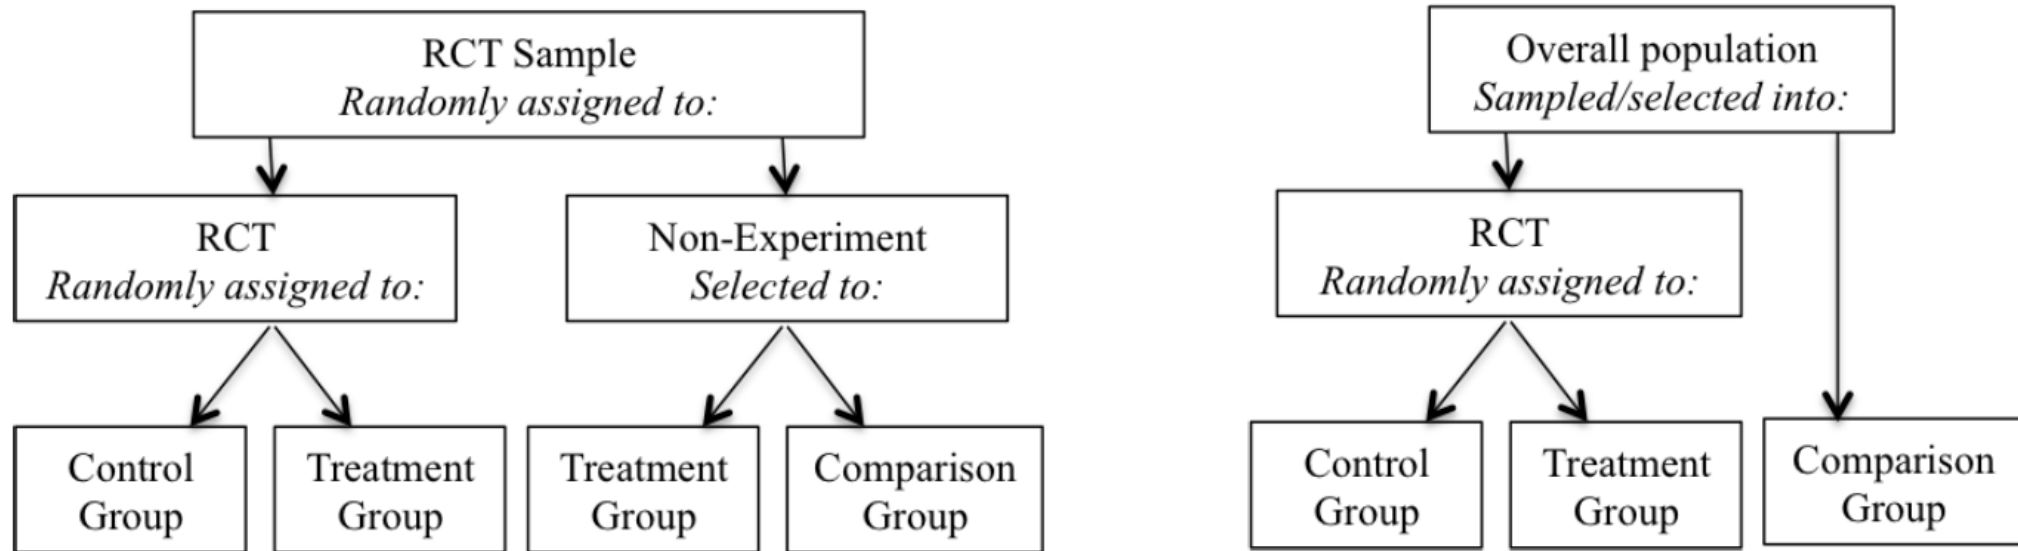 RCT Sample
Randomly assigned to:
RCT
Randomly assigned to:
Non-Experiment
Selected to:
Control
Group
Treatment
Group
Treatment
Group
Comparison
Group
Overall population
Sampled/selected into:
RCT
Randomly assigned to:
Control
Group
Treatment
Group
Comparison
Group